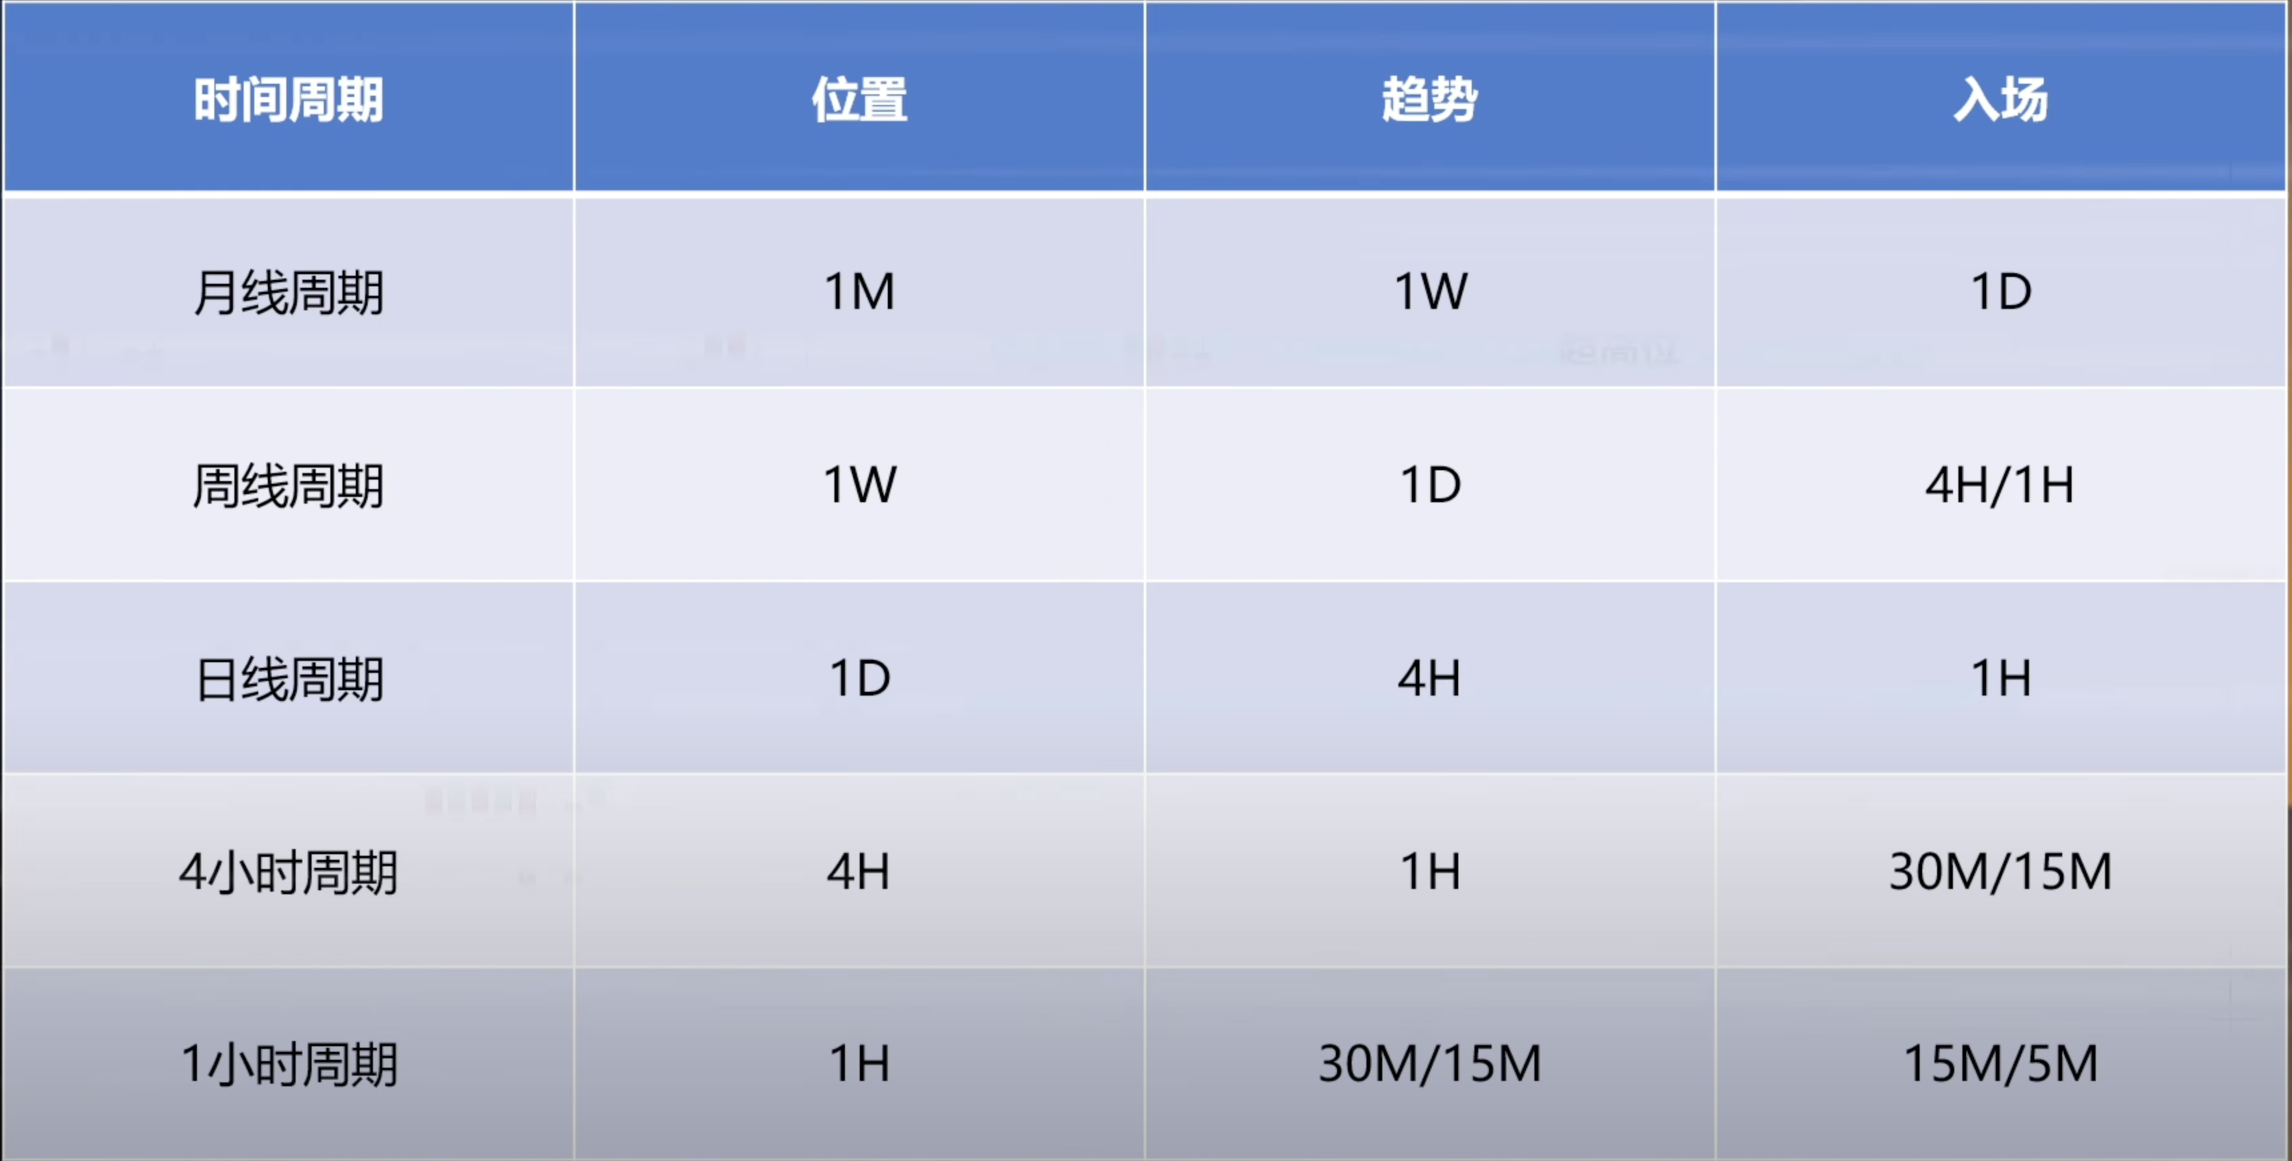 时间周期 位置 趋势 入场
月线周期 1M 1W 1D
周线周期 1W 1D 4H/1H
日线周期 1D 4H 1H
4小时周期 4H 1H 30M/15M
1小时周期 1H 30M/15M 15M/5M